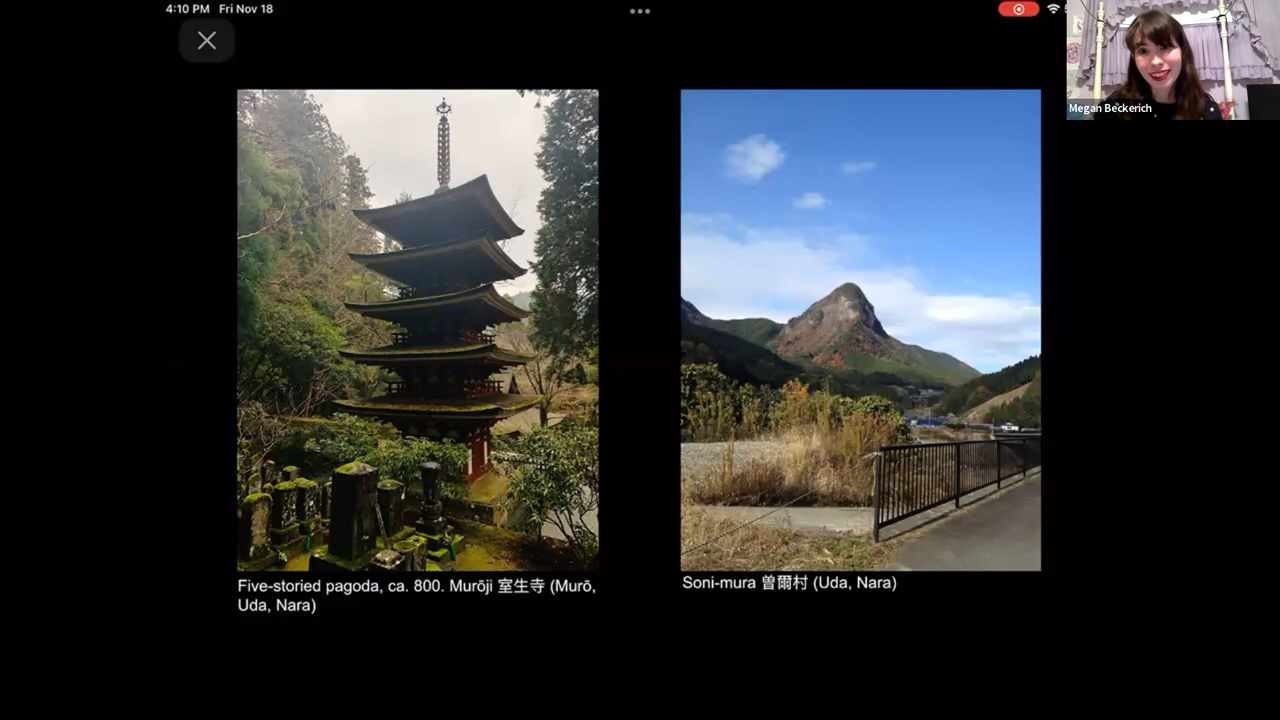 4:10 PM Fri Nov 18
Megan Beckerich
Five-storied pagoda, ca. 800. Murōji 室生寺 (Murō,
Uda, Nara)
Soni-mura 曽爾村 (Uda, Nara)